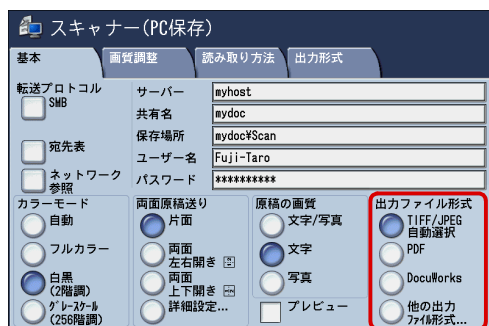 スキャナー(PC保存)
基本
画質調整
読み取り方法
出力形式
転送プロトコル
SMB
宛先表
ネットワーク
参照
サーバー
myhost
共有名
mydoc
保存場所
mydoc¥Scan
ユーザー名
Fuji-Taro
パスワード
**********
カラーモード
自動
フルカラー
白黒
(2階調)
グレースケール
(256階調)
両面原稿送り
片面
両面
左右開き
両面
上下開き
詳細設定...
原稿の画質
文字/写真
文字
写真
プレビュー
出力ファイル形式
TIFF/JPEG
自動選択
PDF
DocuWorks
他の出力
ファイル形式...